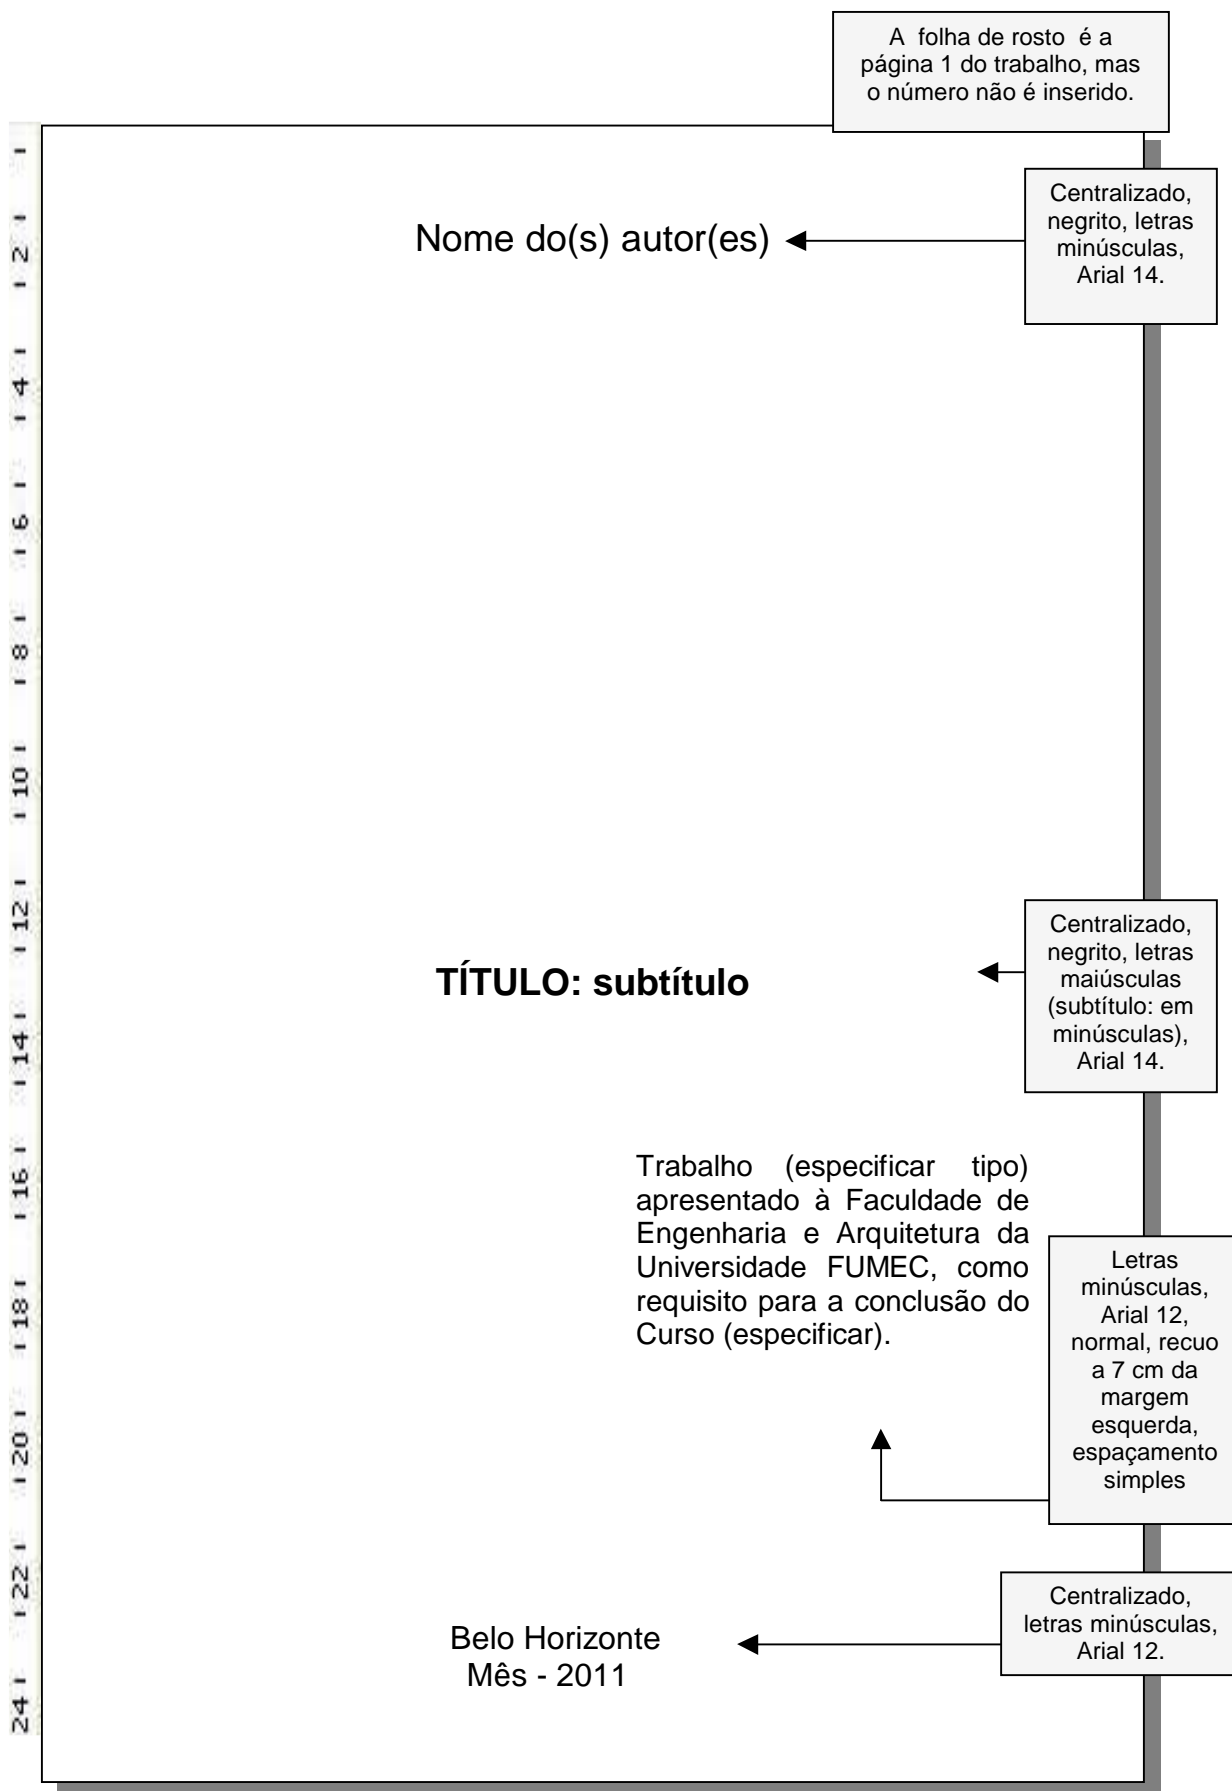 A folha de rosto é a
página 1 do trabalho, mas
o número não é inserido.
Nome do(s) autor(es)
Centralizado,
negrito, letras
minúsculas,
Arial 14.
TÍTULO: subtítulo
Centralizado,
negrito, letras
maiúsculas
(subtítulo: em
minúsculas),
Arial 14.
Trabalho (especificar tipo)
apresentado à Faculdade de
Engenharia e Arquitetura da
Universidade FUMEC, como
requisito para a conclusão do
Curso (especificar).
Letras
minúsculas,
Arial 12,
normal, recuo
a 7 cm da
margem
esquerda,
espaçamento
simples
Centralizado,
letras minúsculas,
Arial 12.
Belo Horizonte
Mês - 2011
2
4
6
8
10
12
14
16
18
20
22
24